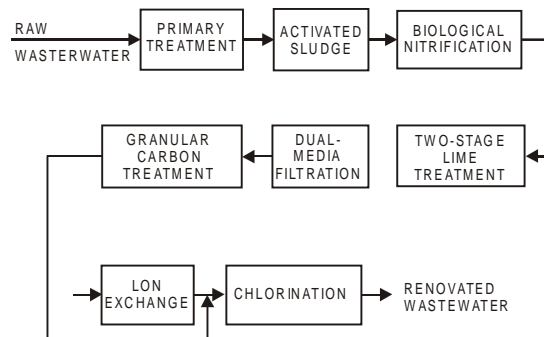 RAW
WASTERWATER
PRIMARY
TREATMENT
ACTIVATED
SLUDGE
BIOLOGICAL
NITRIFICATION
GRANULAR
CARBON
TREATMENT
DUAL-
MEDIA
FILTRATION
TWO-STAGE
LIME
TREATMENT
LON
EXCHANGE
CHLORINATION
RENOVATED
WASTEWATER